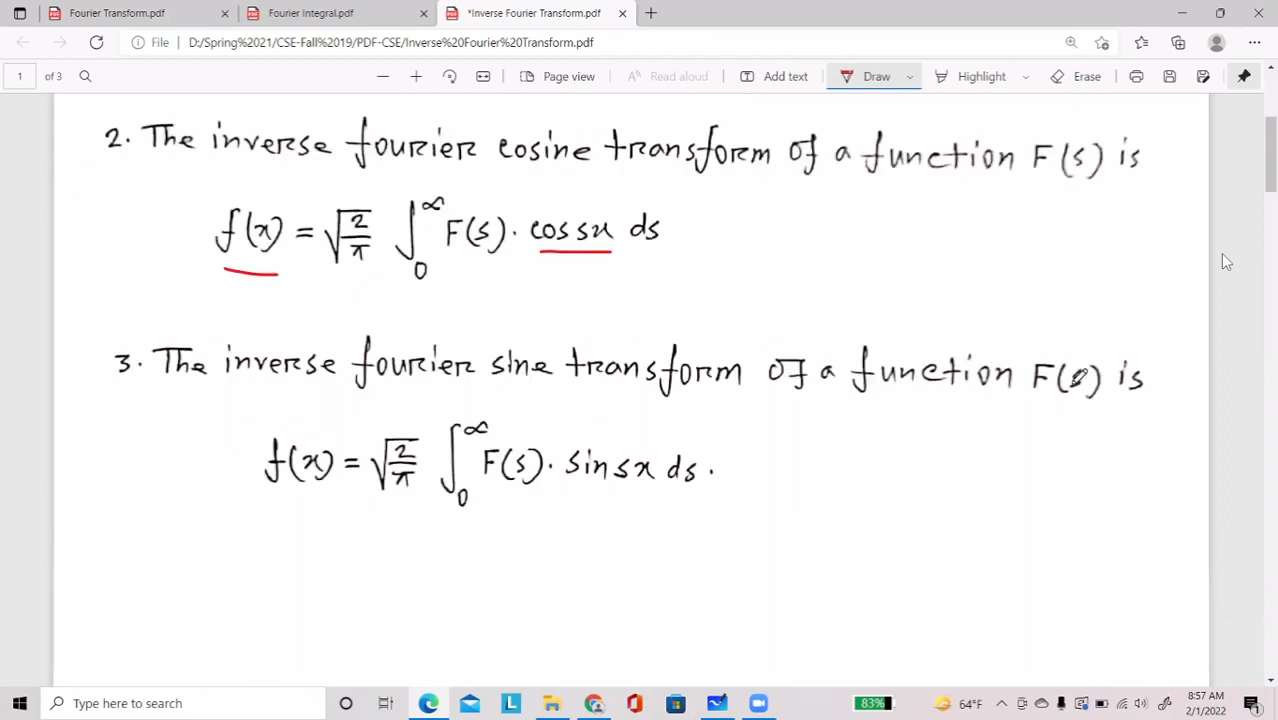 Fourier Transform.pdf
Fourier Integral.pdf
*Inverse Fourier Transform.pdf
File D:/Spring%2021/CSE-Fall%2019/PDF-CSE/Inverse%20Fourier%20Transform.pdf
1 of 3 Page view Read aloud Add text Draw Highlight Erase
2. The inverse fourier cosine transform of a function F(s) is
f(x) = √2/π ∫₀^∞ F(s) · cos sx ds
3. The inverse fourier sine transform of a function F(s) is
f(x) = √2/π ∫₀^∞ F(s) · sin sx ds.
Type here to search
L
83%
64°F
8:57 AM
2/1/2022
1